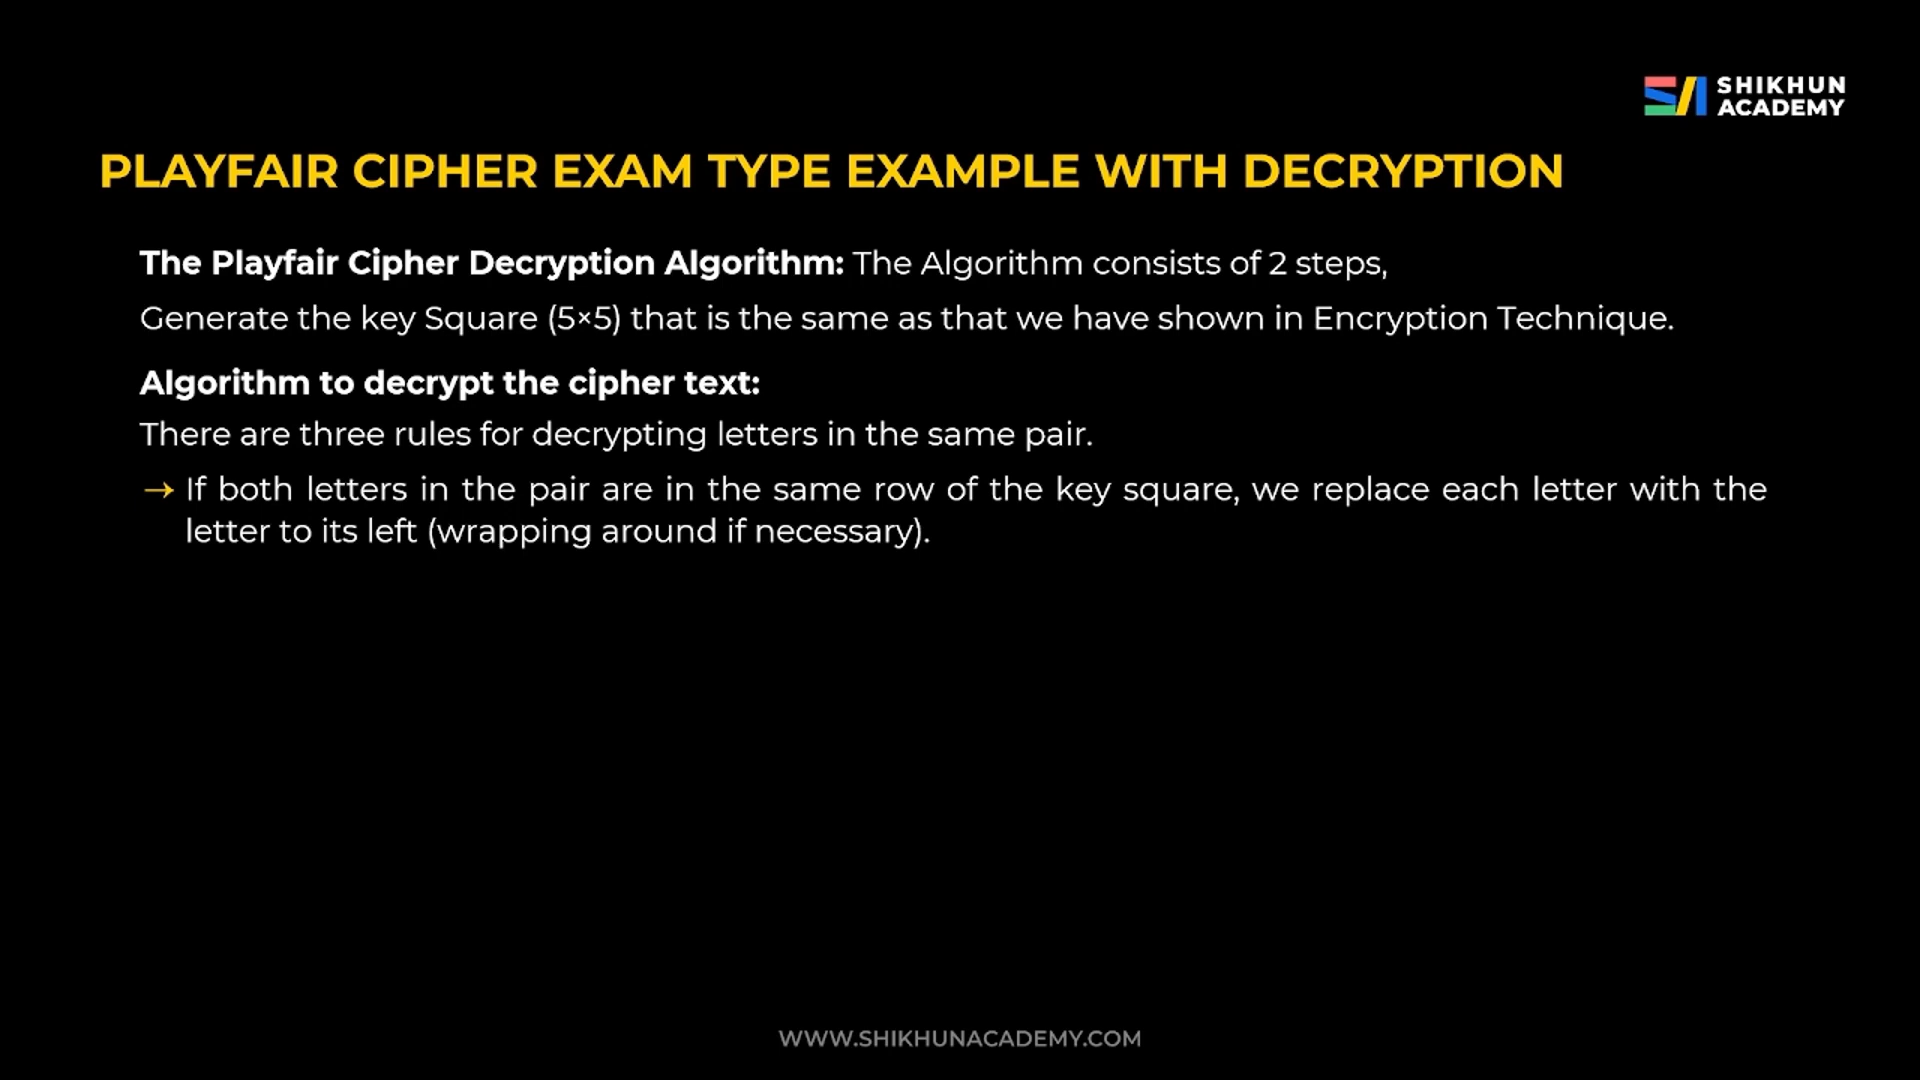 SHIKHUN
ACADEMY
PLAYFAIR CIPHER EXAM TYPE EXAMPLE WITH DECRYPTION
The Playfair Cipher Decryption Algorithm: The Algorithm consists of 2 steps,
Generate the key Square (5×5) that is the same as that we have shown in Encryption Technique.
Algorithm to decrypt the cipher text:
There are three rules for decrypting letters in the same pair.
→ If both letters in the pair are in the same row of the key square, we replace each letter with the
letter to its left (wrapping around if necessary).
WWW.SHIKHUNACADEMY.COM